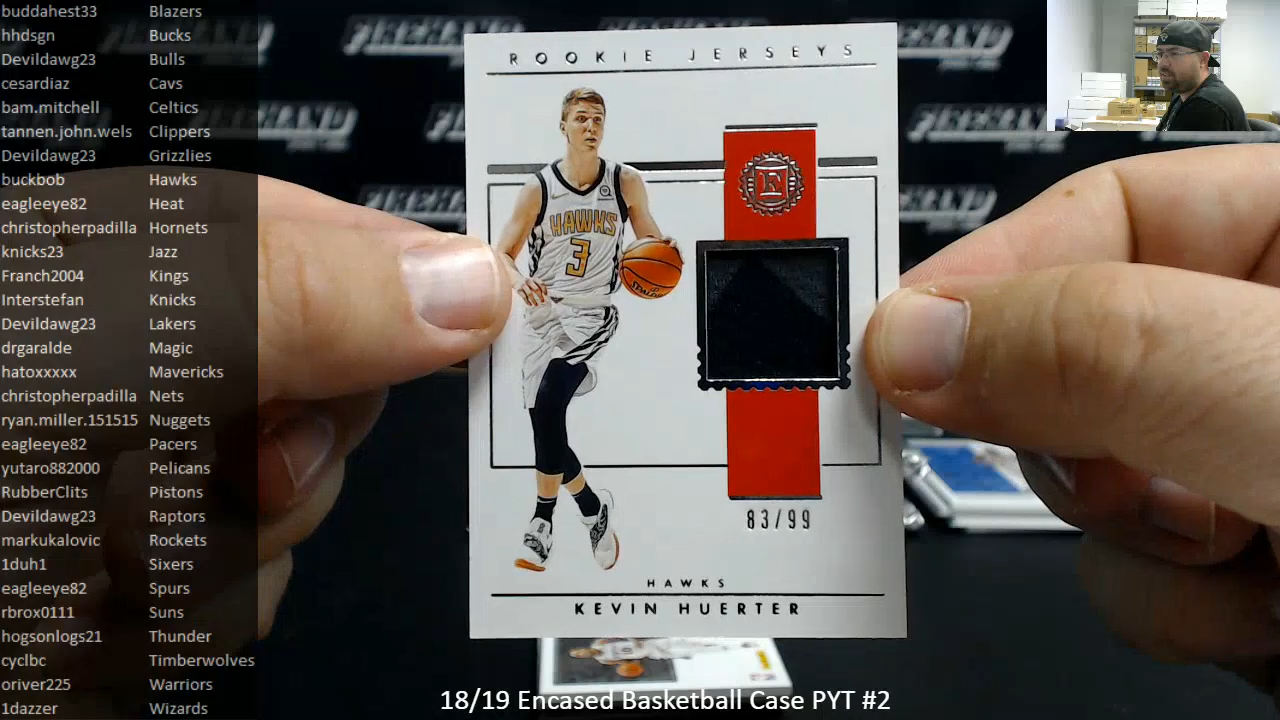 buddahest33 Blazers
hhdsgn Bucks
Devildawg23 Bulls
cesardiaz Cavs
bam.mitchell Celtics
tannen.john.wels Clippers
Devildawg23 Grizzlies
buckbob Hawks
eagleeye82 Heat
christopherpadilla Hornets
knicks23 Jazz
Franch2004 Kings
Interstefan Knicks
Devildawg23 Lakers
drgaralde Magic
hatoxxxxx Mavericks
christopherpadilla Nets
ryan.miller.151515 Nuggets
eagleeye82 Pacers
yutaro882000 Pelicans
RubberClits Pistons
Devildawg23 Raptors
markukalovic Rockets
1duh1 Sixers
eagleeye82 Spurs
rbrox0111 Suns
hogsonlogs21 Thunder
cyclbc Timberwolves
oriver225 Warriors
1dazzer Wizards
ROOKIE JERSEYS
E
HAWKS
3
SPALDING
83/99
HAWKS
KEVIN HUERTER
18/19 Encased Basketball Case PYT #2